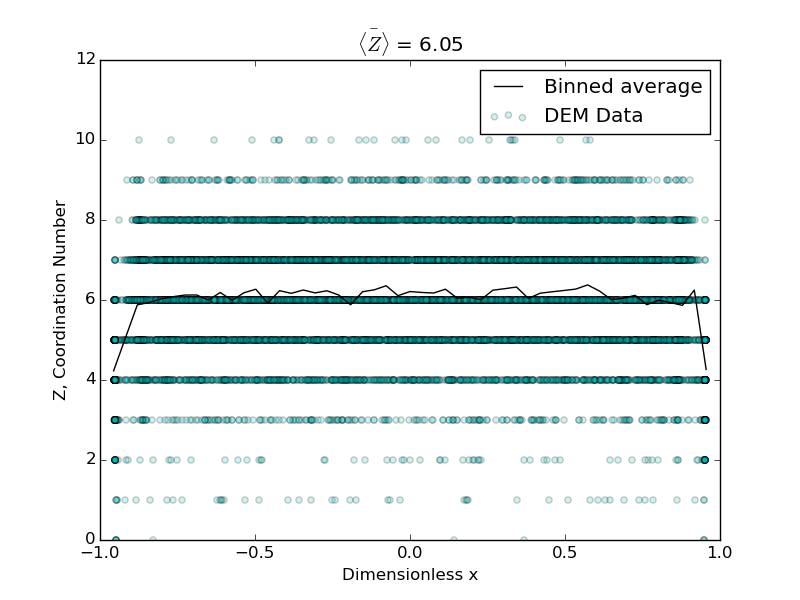 ⟨Z̄⟩ = 6.05
Binned average
DEM Data
Z, Coordination Number
12
10
8
6
4
2
0
−1.0 −0.5 0.0 0.5 1.0
Dimensionless x